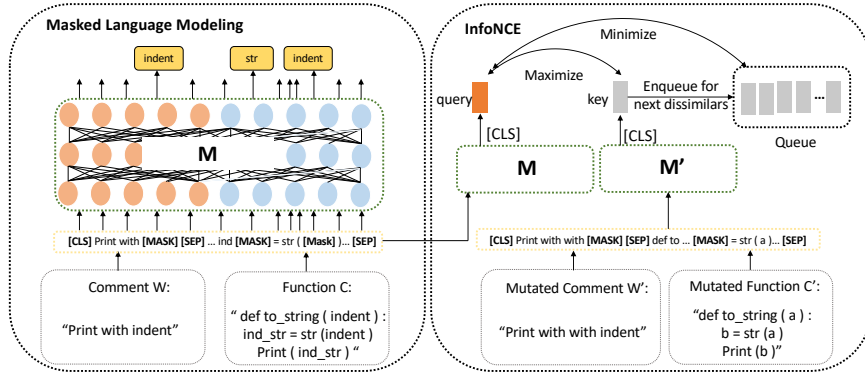 Masked Language Modeling
indent
str
indent
M
[CLS] Print with [MASK] [SEP] ... ind [MASK] = str ( [Mask] )... [SEP]
Comment W:
“Print with indent”
Function C:
“ def to_string ( indent ) :
ind_str = str (indent )
Print ( ind_str ) “
InfoNCE
Minimize
Maximize
query
key
Enqueue for
next dissimilars
...
Queue
[CLS]
[CLS]
M
M’
[CLS] Print with with [MASK] [SEP] def to ... [MASK] = str ( a )... [SEP]
Mutated Comment W’:
“Print with with indent”
Mutated Function C’:
“def to_string ( a ) :
b = str (a )
Print (b )”